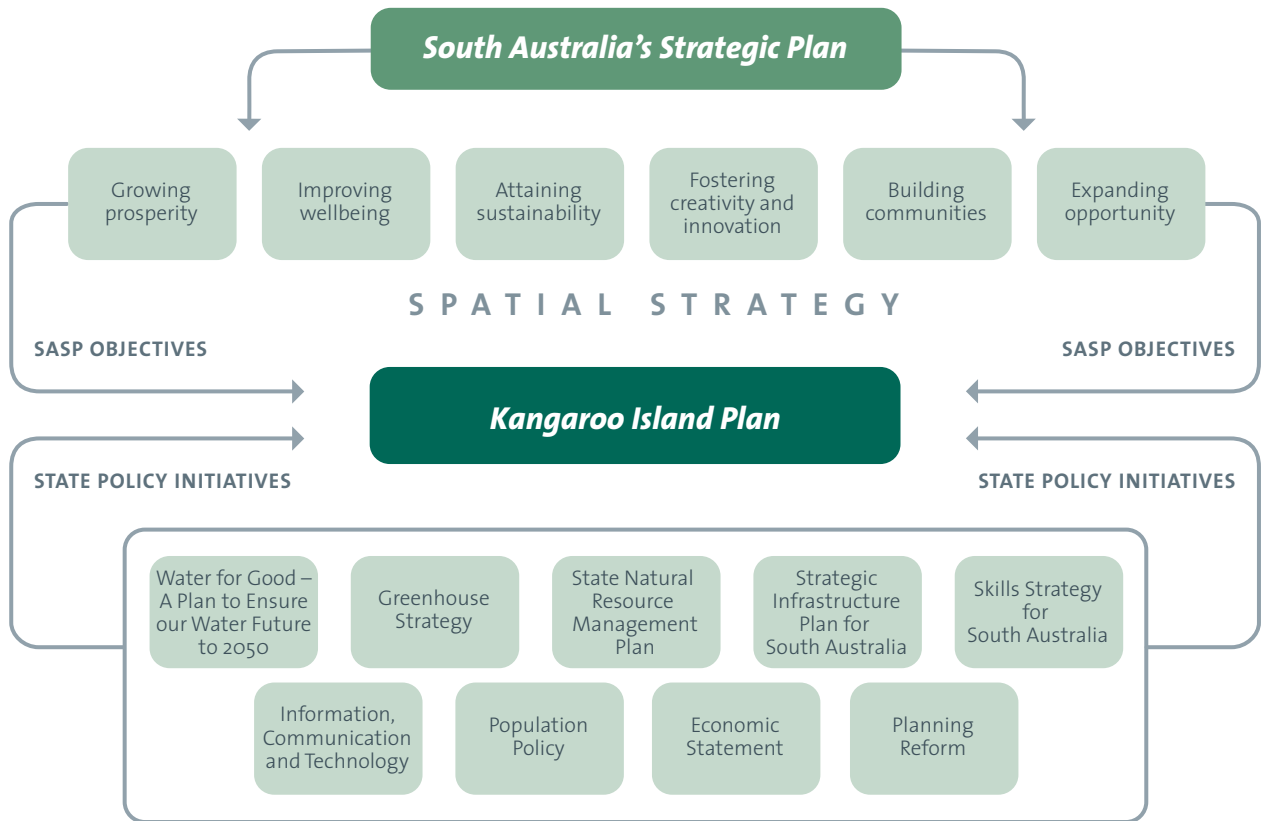 South Australia’s Strategic Plan
Growing
prosperity
Improving
wellbeing
Attaining
sustainability
Fostering
creativity and
innovation
Building
communities
Expanding
opportunity
SPATIAL STRATEGY
SASP OBJECTIVES
SASP OBJECTIVES
Kangaroo Island Plan
STATE POLICY INITIATIVES
STATE POLICY INITIATIVES
Water for Good –
A Plan to Ensure
our Water Future
to 2050
Greenhouse
Strategy
State Natural
Resource
Management
Plan
Strategic
Infrastructure
Plan for
South Australia
Skills Strategy
for
South Australia
Information,
Communication
and Technology
Population
Policy
Economic
Statement
Planning
Reform